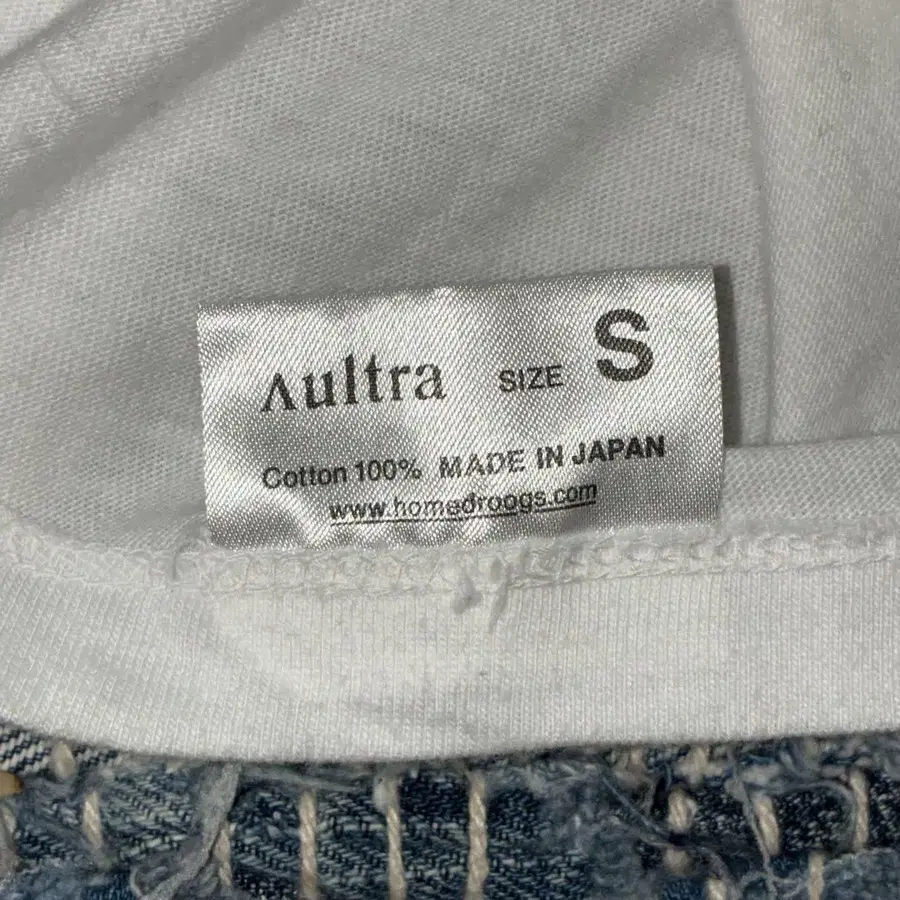 Λultra SIZE S
Cotton 100% MADE IN JAPAN
www.homedroogs.com